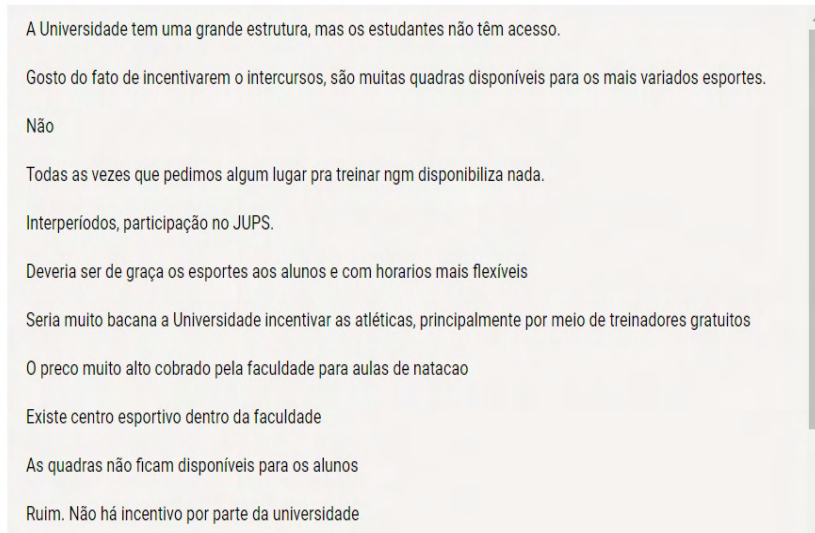 A Universidade tem uma grande estrutura, mas os estudantes não têm acesso.
Gosto do fato de incentivarem o intercursos, são muitas quadras disponíveis para os mais variados esportes.
Não
Todas as vezes que pedimos algum lugar pra treinar ngm disponibiliza nada.
Interperíodos, participação no JUPS.
Deveria ser de graça os esportes aos alunos e com horarios mais flexíveis
Seria muito bacana a Universidade incentivar as atléticas, principalmente por meio de treinadores gratuitos
O preco muito alto cobrado pela faculdade para aulas de natacao
Existe centro esportivo dentro da faculdade
As quadras não ficam disponíveis para os alunos
Ruim. Não há incentivo por parte da universidade